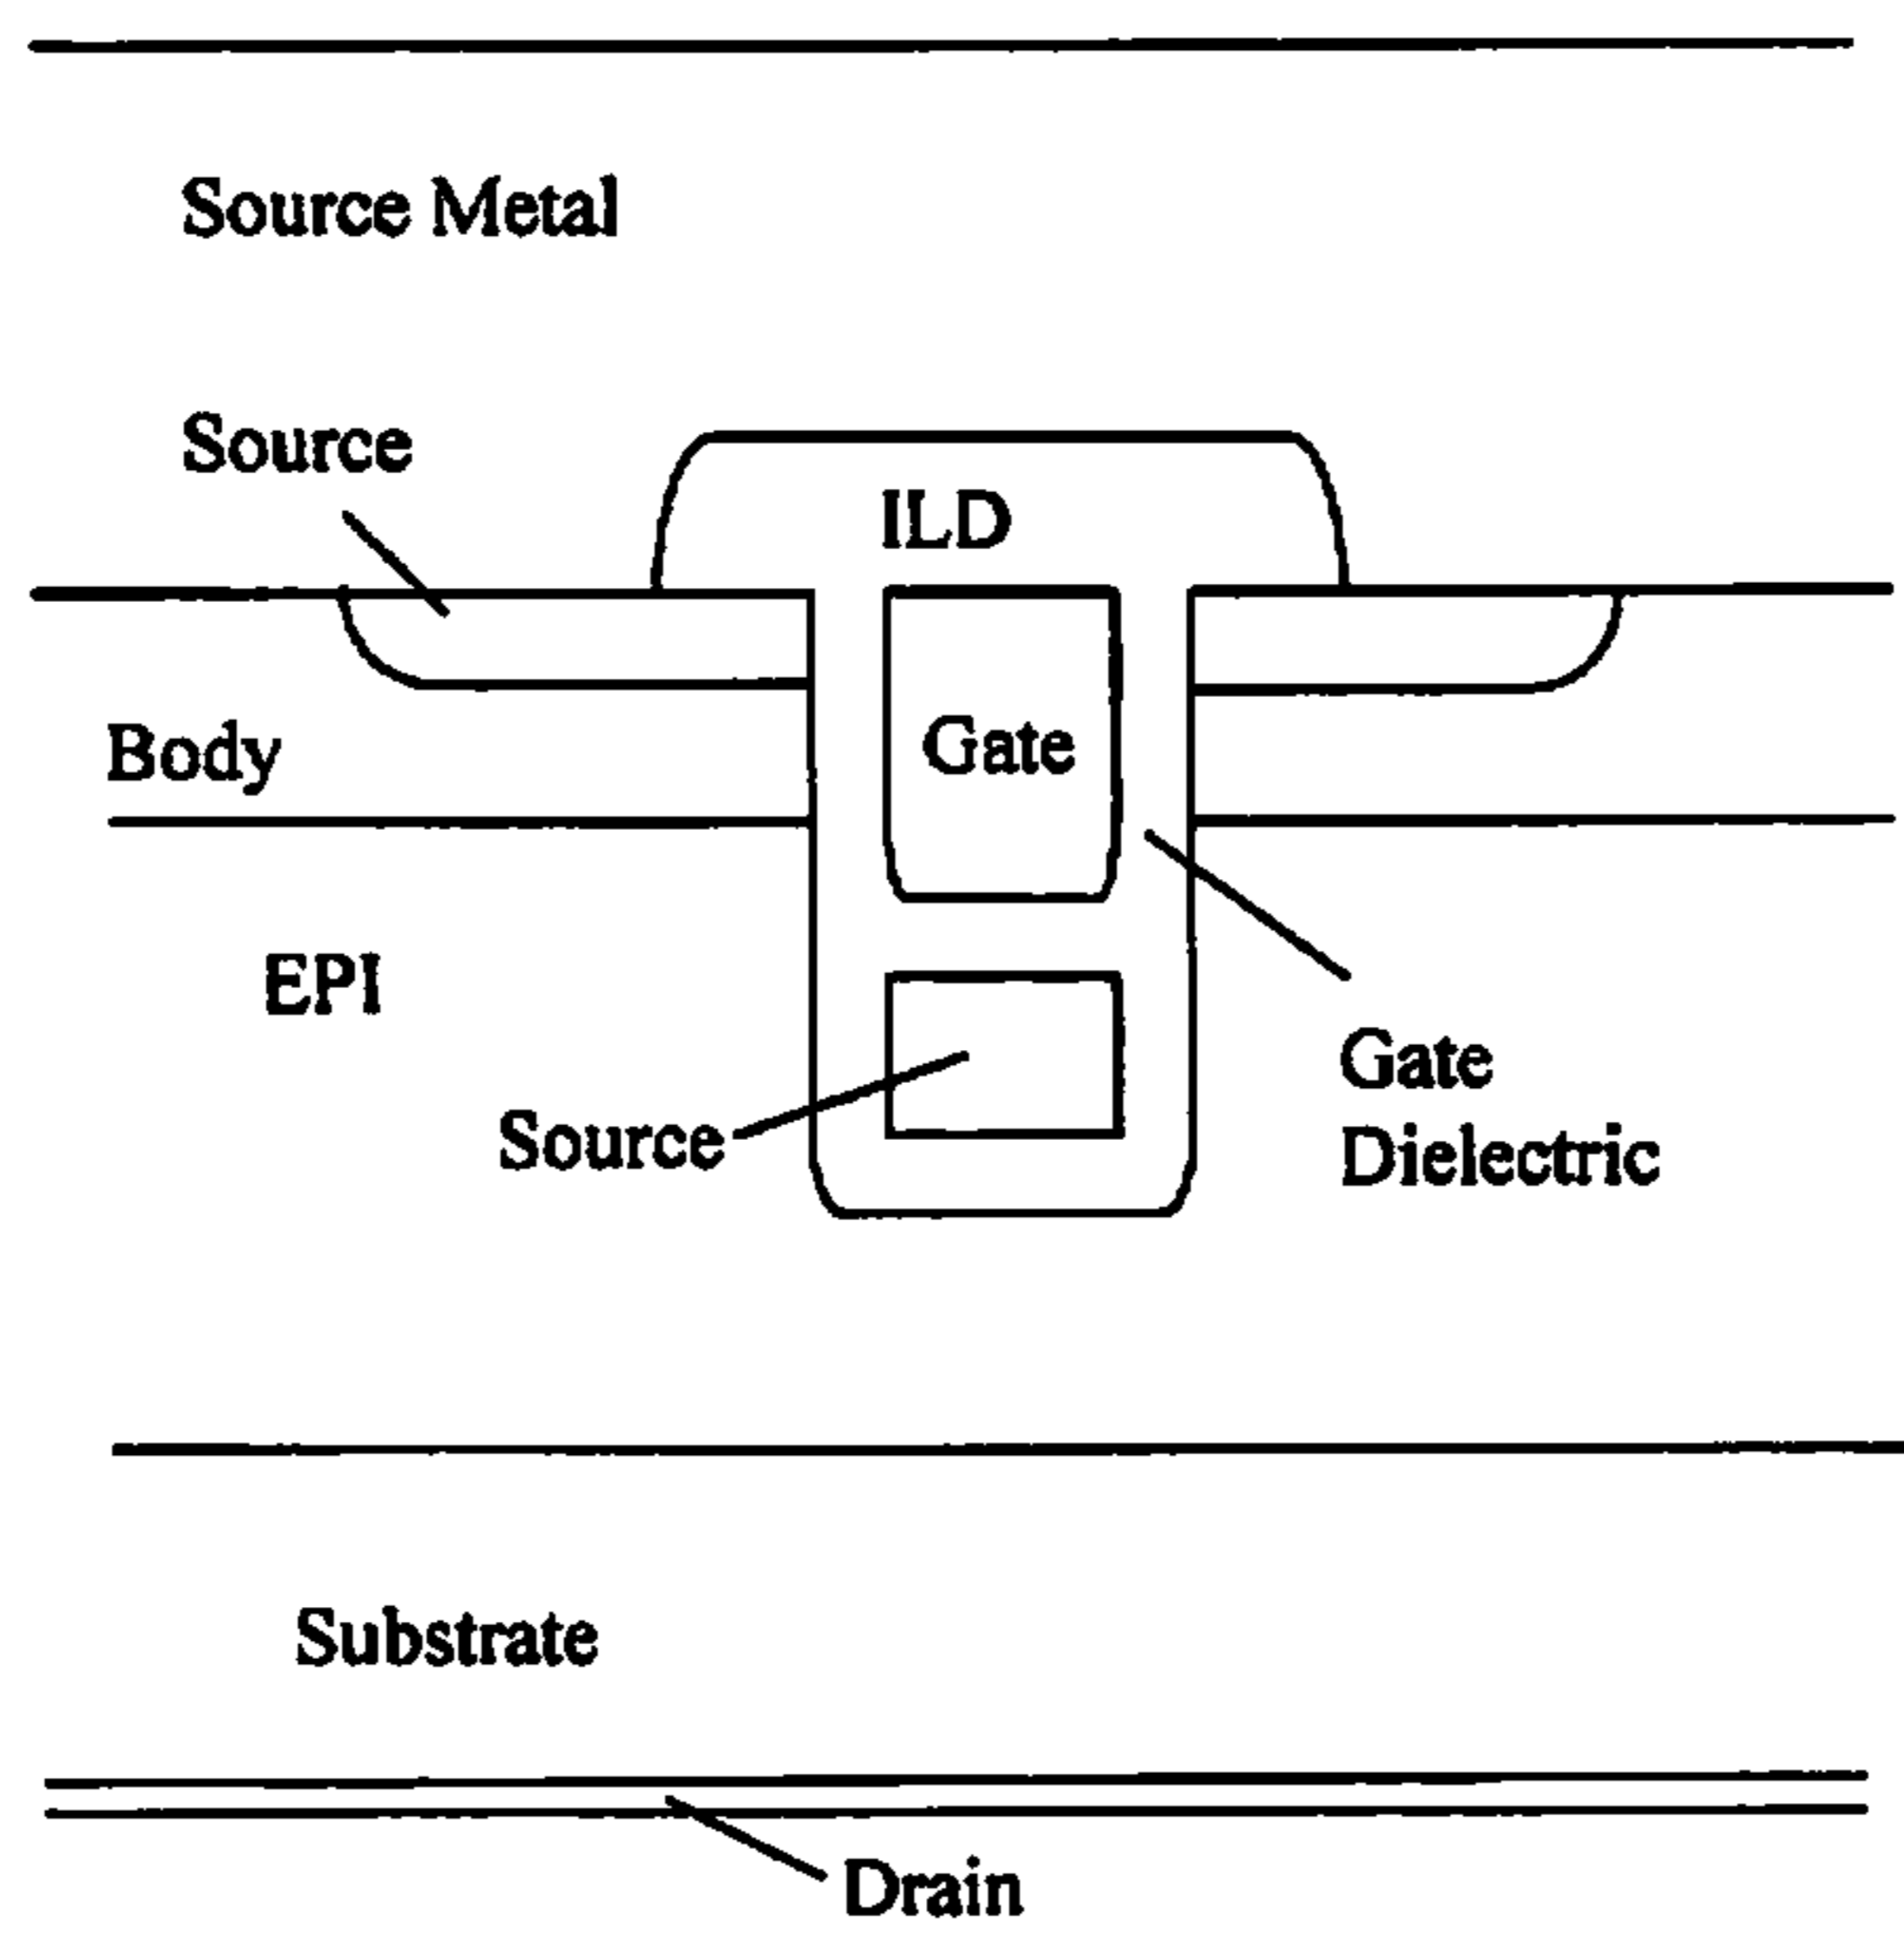 Source Metal
Source
ILD
Gate
Body
EPI
Gate
Dielectric
Source
Substrate
Drain